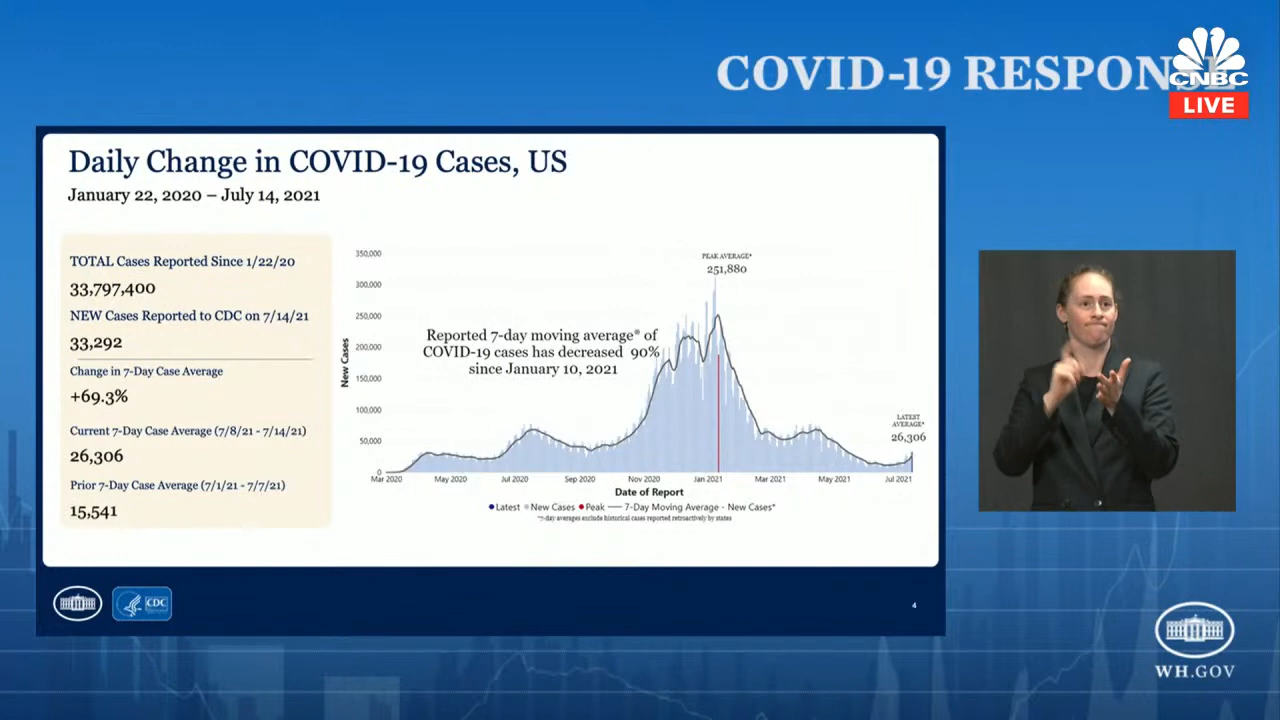 COVID-19 RESPON
CNBC
LIVE
Daily Change in COVID-19 Cases, US
January 22, 2020 – July 14, 2021
TOTAL Cases Reported Since 1/22/20
33,797,400
NEW Cases Reported to CDC on 7/14/21
33,292
Change in 7-Day Case Average
+69.3%
Current 7-Day Case Average (7/8/21 - 7/14/21)
26,306
Prior 7-Day Case Average (7/1/21 - 7/7/21)
15,541
New Cases
350,000
300,000
250,000
200,000
150,000
100,000
50,000
0
PEAK AVERAGE*
251,880
Reported 7-day moving average* of
COVID-19 cases has decreased 90%
since January 10, 2021
LATEST
AVERAGE*
26,306
Mar 2020 May 2020 Jul 2020 Sep 2020 Nov 2020 Jan 2021 Mar 2021 May 2021 Jul 2021
Date of Report
Latest New Cases Peak 7-Day Moving Average - New Cases*
*7-day averages exclude historical cases reported retroactively by states
CDC
4
WH.GOV